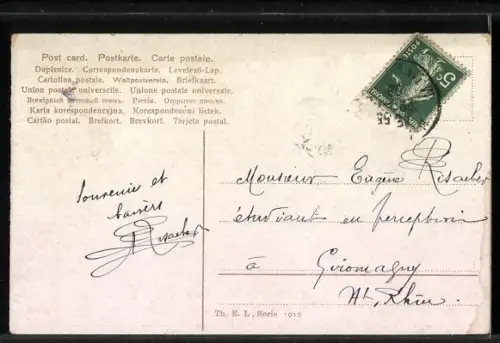 Post card. Postkarte. Carte postale.
Dopisnice. Correspondenzkarte. Levelező-Lap.
Cartolina postale. Weltpostverein. Briefkaart.
Union postale universelle. Unione postale universale.
Karta korespondencyjna. Korespondenční lístek.
Cartão postal. Brefkort. Brevkort. Tarjeta postal.
souvenir et
baisers
Risacher
Monsieur Eugène Risacher
étudiant en perception
à Giromagny
Ht. Rhin
Th. E. L., Serie 1010